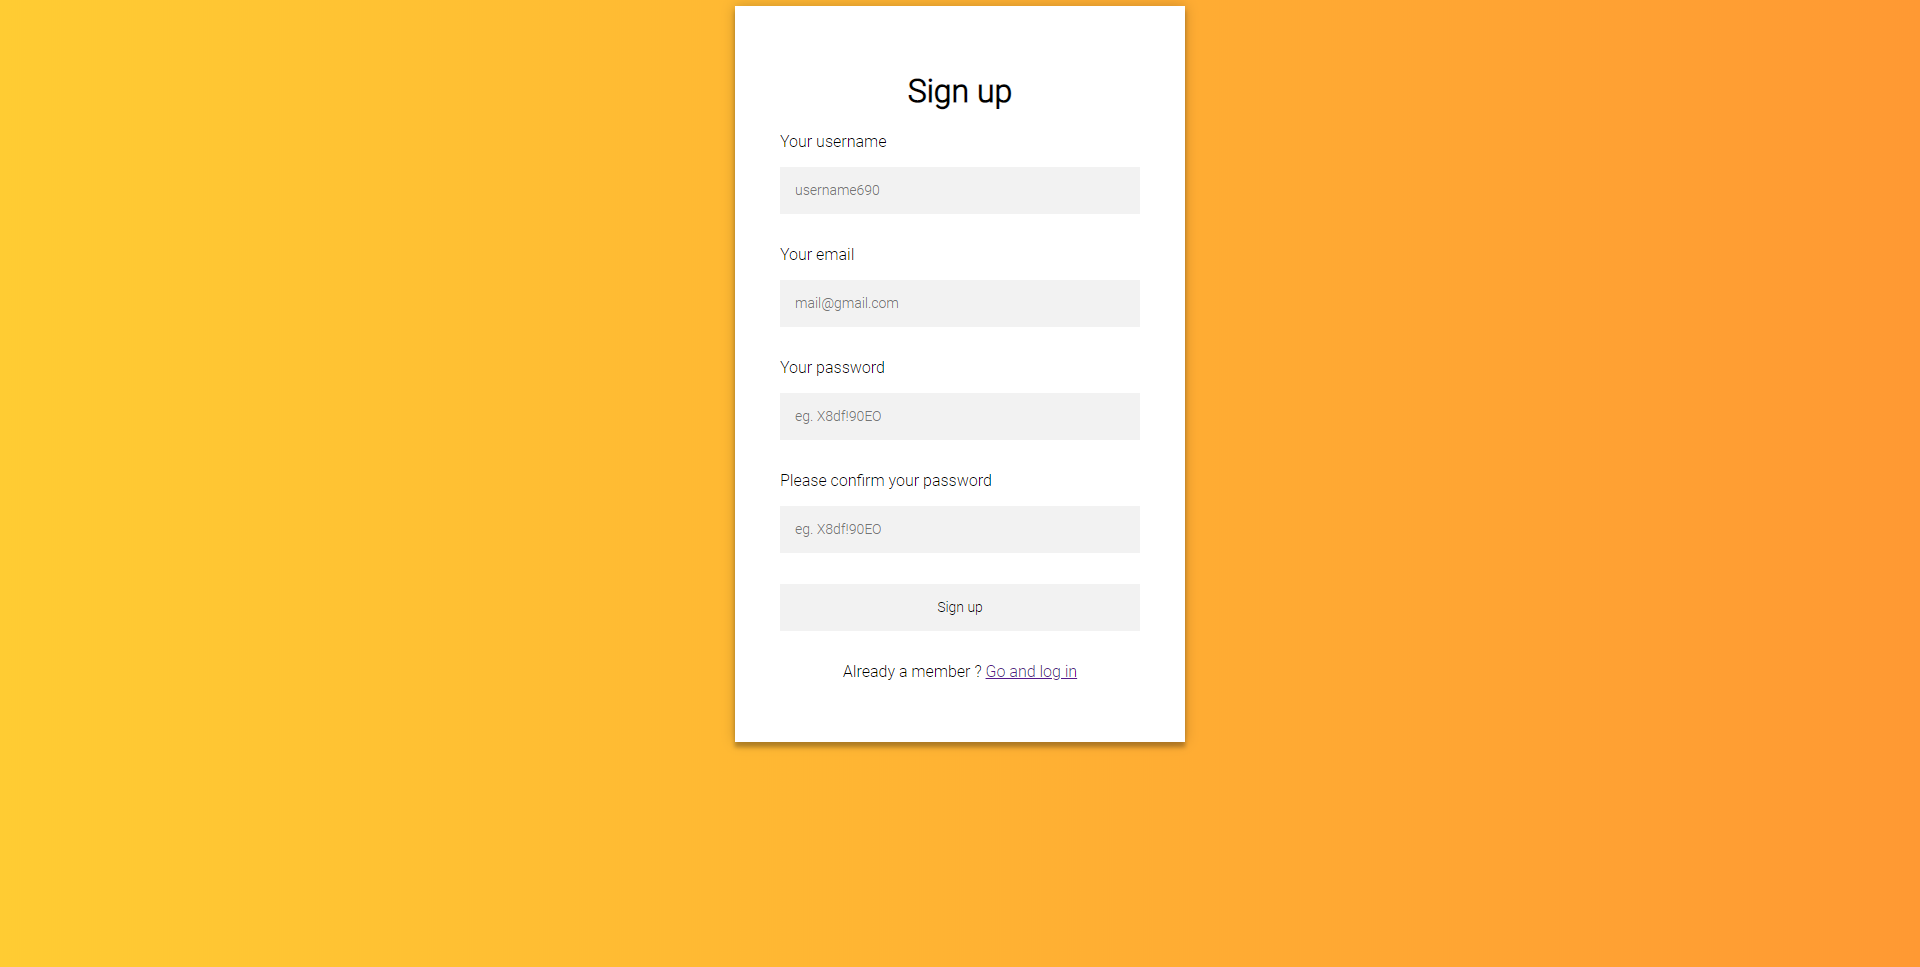 Sign up
Your username
username690
Your email
mail@gmail.com
Your password
eg. X8df!90EO
Please confirm your password
eg. X8df!90EO
Sign up
Already a member ? Go and log in